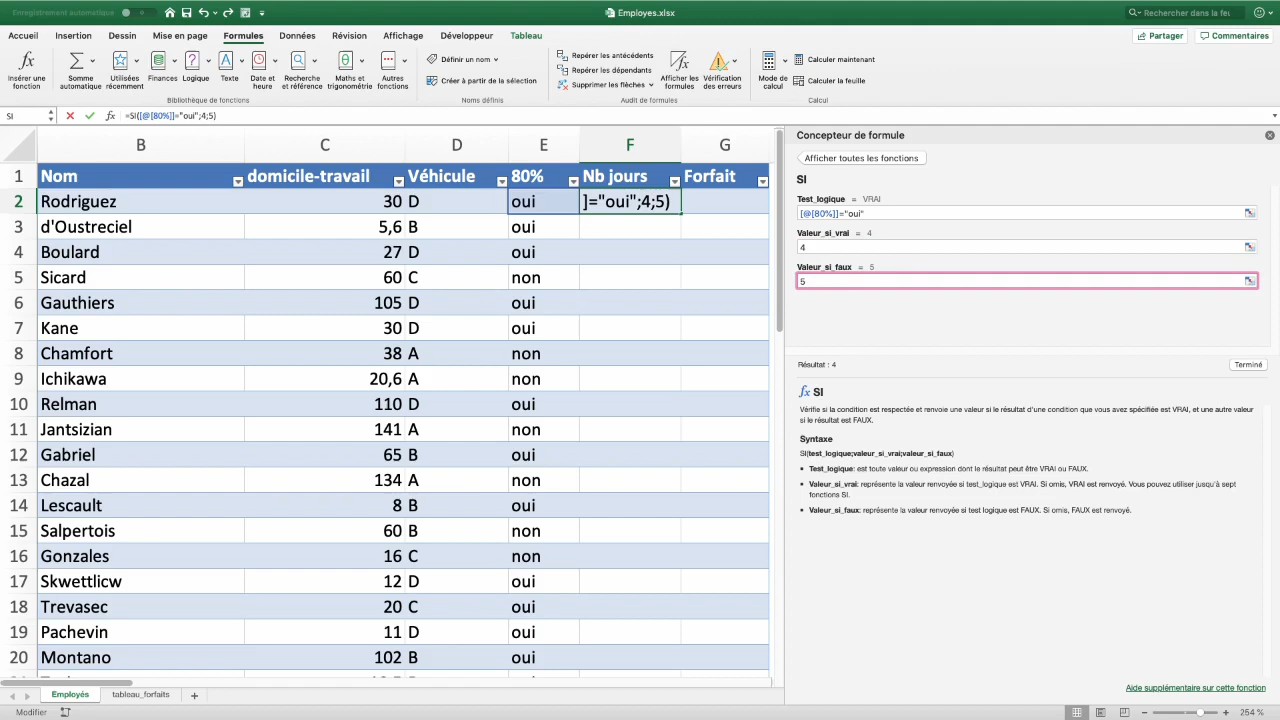 Enregistrement automatique
Employes.xlsx
Rechercher dans la feu
Accueil Insertion Dessin Mise en page Formules Données Révision Affichage Développeur Tableau
Partager Commentaires
Insérer une fonction
Somme automatique
Utilisées récemment
Finances
Logique
Texte
Date et heure
Recherche et référence
Maths et trigonométrie
Autres fonctions
Bibliothèque de fonctions
Définir un nom
Créer à partir de la sélection
Noms définis
Repérer les antécédents
Repérer les dépendants
Supprimer les flèches
Afficher les formules
Vérification des erreurs
Audit de formules
Mode de calcul
Calculer maintenant
Calculer la feuille
Calcul
SI fx =SI([@[80%]]="oui";4;5)
B C D E F G
1 Nom domicile-travail Véhicule 80% Nb jours Forfait
2 Rodriguez 30 D oui ]="oui";4;5)
3 d'Oustreciel 5,6 B oui
4 Boulard 27 D oui
5 Sicard 60 C non
6 Gauthiers 105 D oui
7 Kane 30 D oui
8 Chamfort 38 A non
9 Ichikawa 20,6 A non
10 Relman 110 D oui
11 Jantsizian 141 A non
12 Gabriel 65 B oui
13 Chazal 134 A non
14 Lescault 8 B oui
15 Salpertois 60 B non
16 Gonzales 16 C non
17 Skwettlicw 12 D oui
18 Trevasec 20 C oui
19 Pachevin 11 D oui
20 Montano 102 B oui
Employés tableau_forfaits
Modifier
254 %
Concepteur de formule
Afficher toutes les fonctions
SI
Test_logique = VRAI
[@[80%]]="oui"
Valeur_si_vrai = 4
4
Valeur_si_faux = 5
5
Résultat : 4
Terminé
fx SI
Vérifie si la condition est respectée et renvoie une valeur si le résultat d'une condition que vous avez spécifiée est VRAI, et une autre valeur
si le résultat est FAUX.
Syntaxe
SI(test_logique;valeur_si_vrai;valeur_si_faux)
• Test_logique: est toute valeur ou expression dont le résultat peut être VRAI ou FAUX.
• Valeur_si_vrai: représente la valeur renvoyée si test_logique est VRAI. Si omis, VRAI est renvoyé. Vous pouvez utiliser jusqu'à sept
fonctions SI.
• Valeur_si_faux: représente la valeur renvoyée si test logique est FAUX. Si omis, FAUX est renvoyé.
Aide supplémentaire sur cette fonction